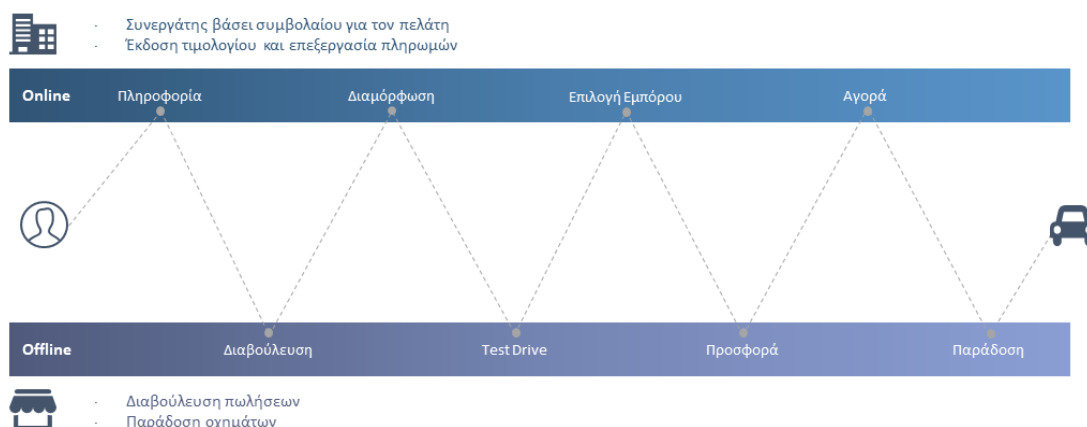 - Συνεργάτης βάσει συμβολαίου για τον πελάτη
- Έκδοση τιμολογίου και επεξεργασία πληρωμών
Online Πληροφορία Διαμόρφωση Επιλογή Εμπόρου Αγορά
Offline Διαβούλευση Test Drive Προσφορά Παράδοση
- Διαβούλευση πωλήσεων
- Παράδοση οχημάτων